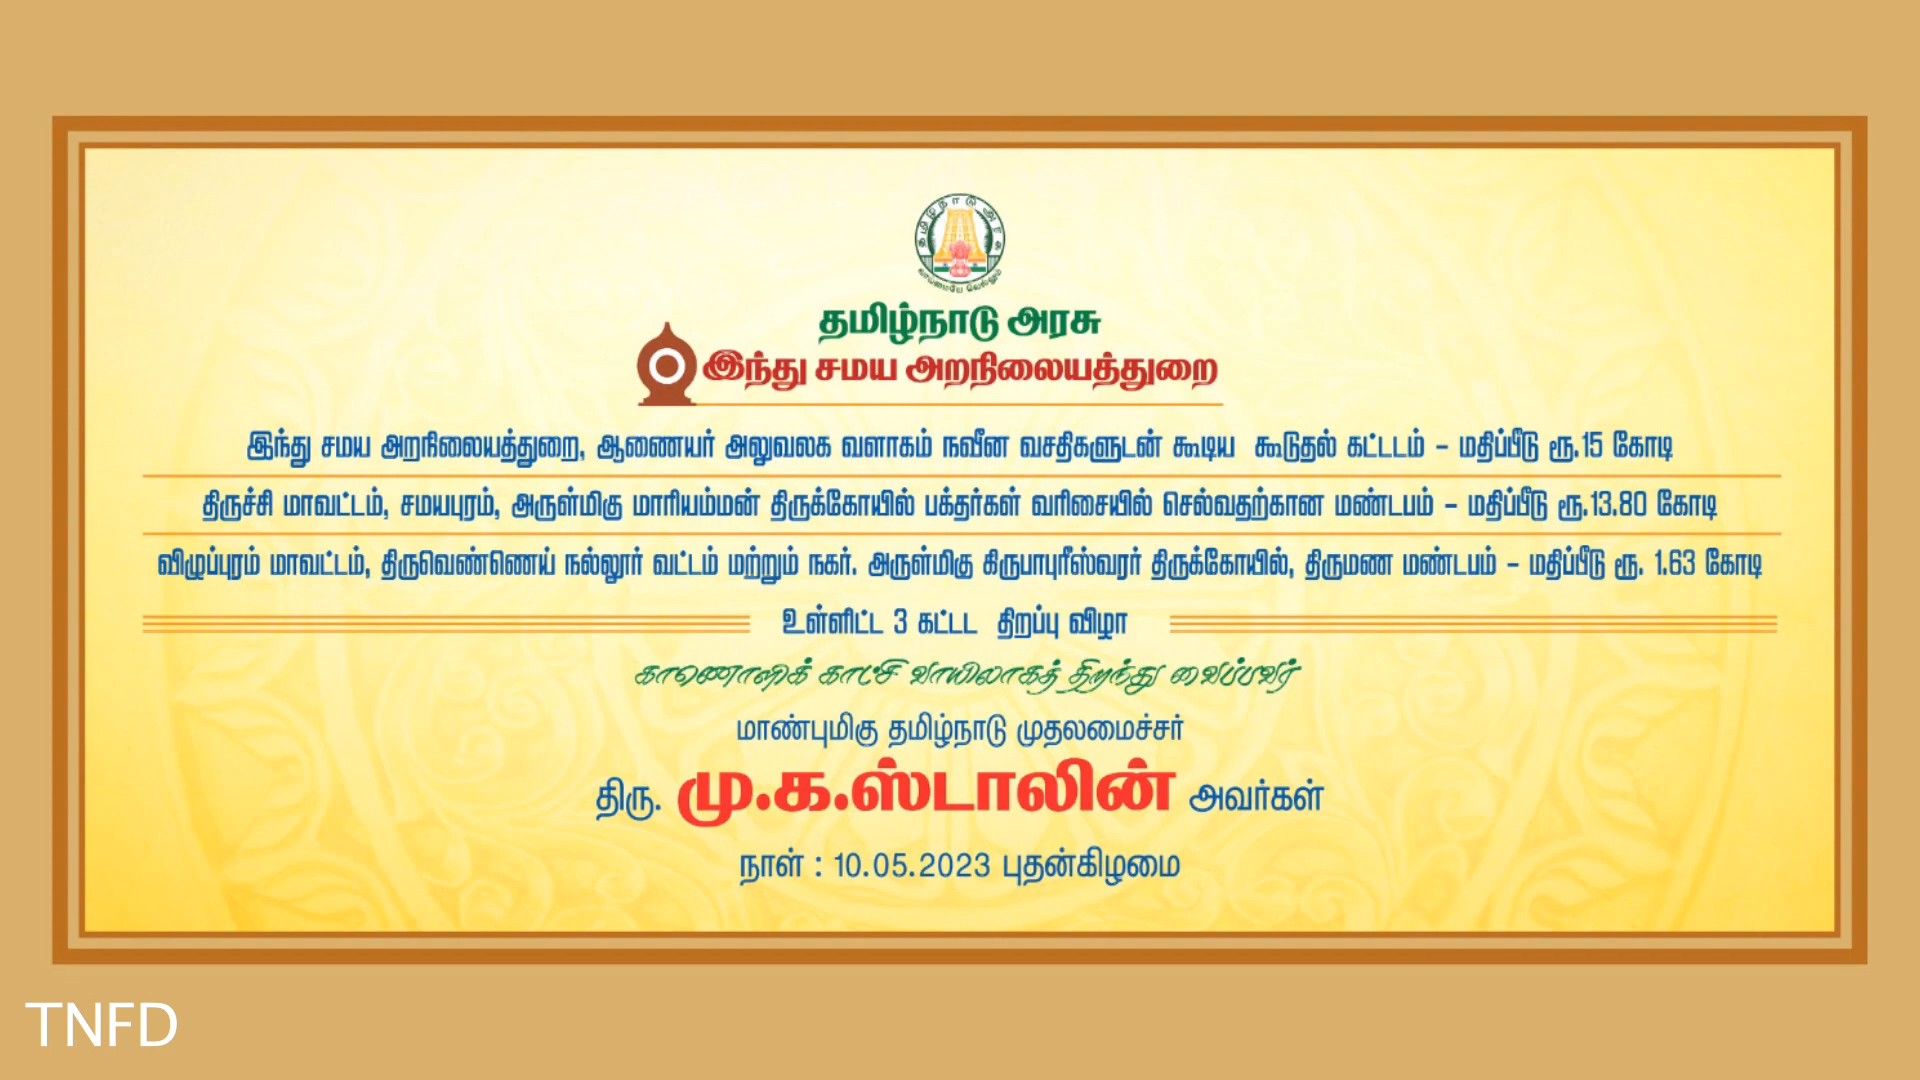 தமிழ்நாடு அரசு
வாய்மையே வெல்லும்
தமிழ்நாடு அரசு
இந்து சமய அறநிலையத்துறை
இந்து சமய அறநிலையத்துறை, ஆணையர் அலுவலக வளாகம் நவீன வசதிகளுடன் கூடிய கூடுதல் கட்டடம் – மதிப்பீடு ரூ.15 கோடி
திருச்சி மாவட்டம், சமயபுரம், அருள்மிகு மாரியம்மன் திருக்கோயில் பக்தர்கள் வரிசையில் செல்வதற்கான மண்டபம் – மதிப்பீடு ரூ.13.80 கோடி
விழுப்புரம் மாவட்டம், திருவெண்ணெய் நல்லூர் வட்டம் மற்றும் நகர். அருள்மிகு கிருபாபுரீஸ்வரர் திருக்கோயில், திருமண மண்டபம் – மதிப்பீடு ரூ. 1.63 கோடி
உள்ளிட்ட 3 கட்டட திறப்பு விழா
காணொளிக் காட்சி வாயிலாகத் திறந்து வைப்பவர்
மாண்புமிகு தமிழ்நாடு முதலமைச்சர்
திரு. மு.க.ஸ்டாலின் அவர்கள்
நாள் : 10.05.2023 புதன்கிழமை
TNFD